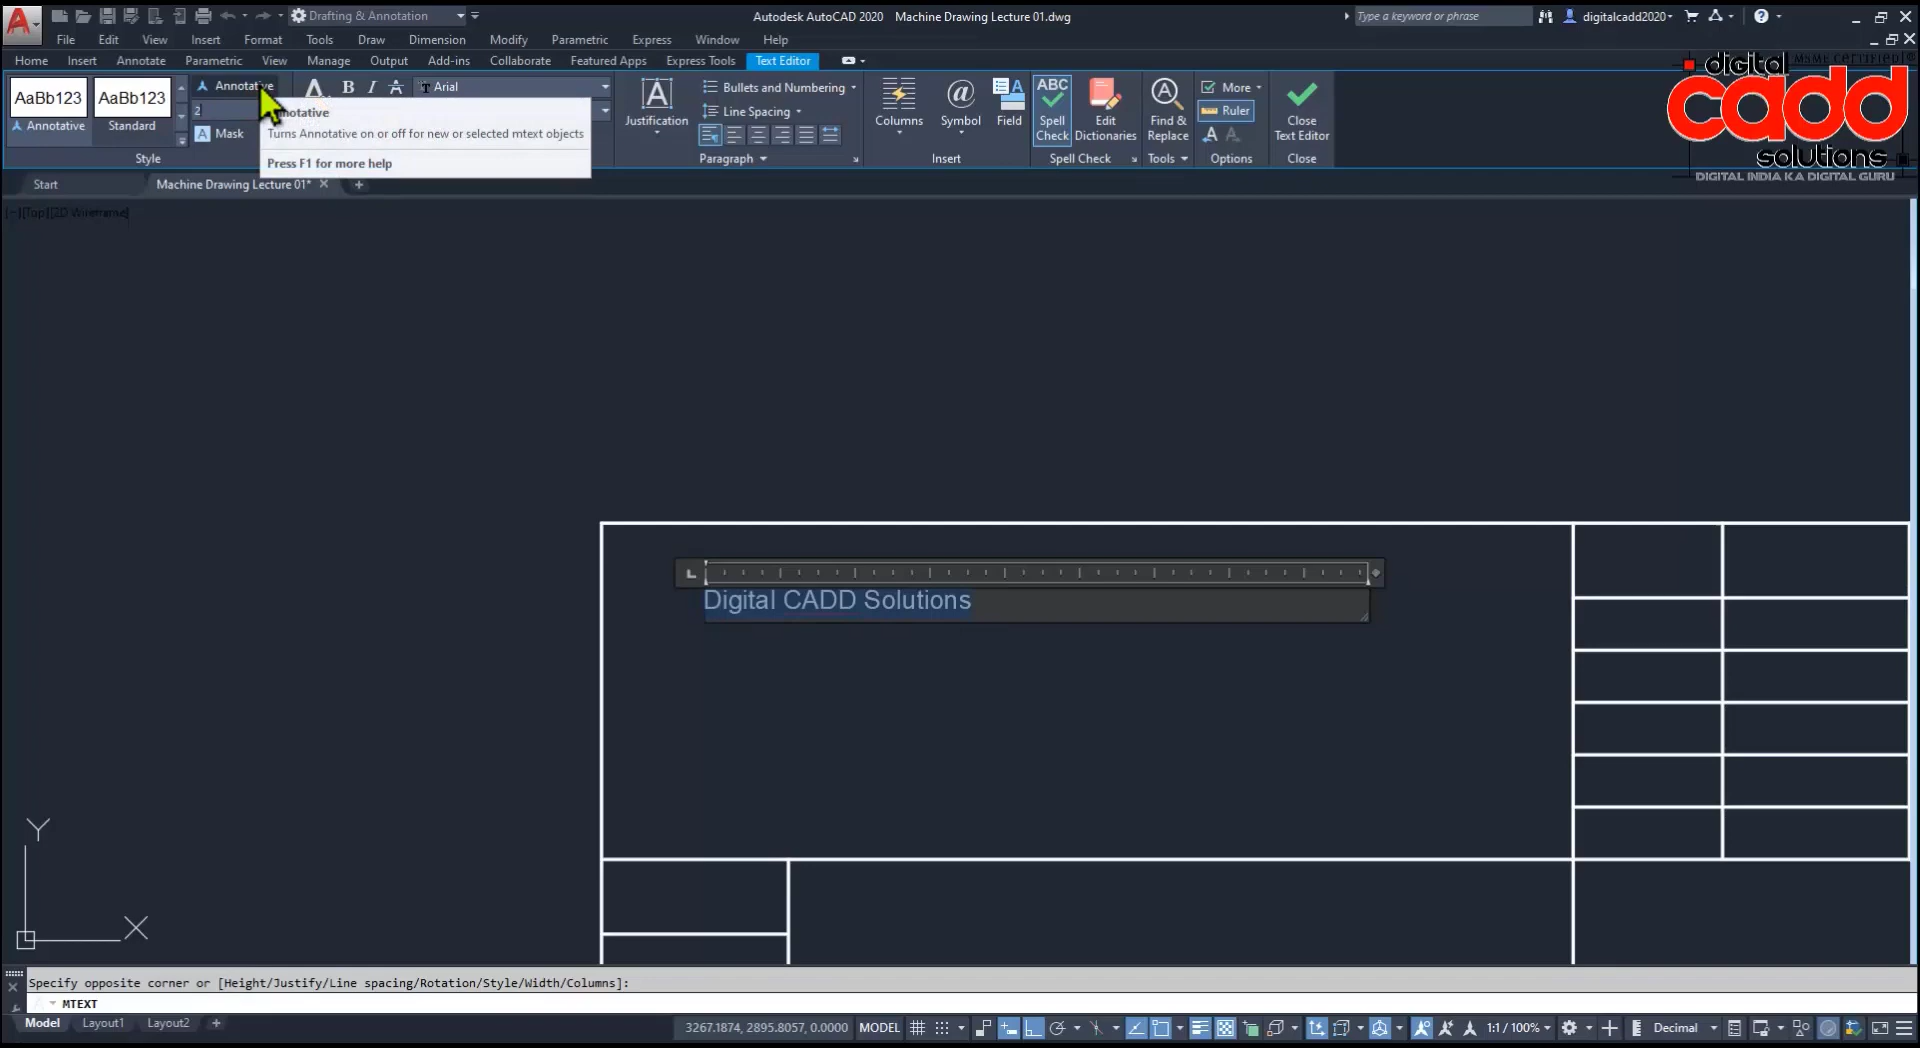 Drafting & Annotation
Autodesk AutoCAD 2020 Machine Drawing Lecture 01.dwg
Type a keyword or phrase
digitalcadd2020
File Edit View Insert Format Tools Draw Dimension Modify Parametric Express Window Help
Home Insert Annotate Parametric View Manage Output Add-ins Collaborate Featured Apps Express Tools Text Editor
AaBb123 AaBb123
Annotative Standard
Annotative
2
Mask
Style
B I A
Arial
Annotative
Turns Annotative on or off for new or selected mtext objects
Press F1 for more help
Justification
Bullets and Numbering
Line Spacing
Paragraph
Columns Symbol Field
Insert
ABC
Spell Check
Edit Dictionaries
Spell Check
Find & Replace
Tools
More
Ruler
Options
Close Text Editor
Close
digital
MSME CERTIFIED
cadd
solutions
DIGITAL INDIA KA DIGITAL GURU
Start Machine Drawing Lecture 01*
[−][Top][2D Wireframe]
Digital CADD Solutions
Y
X
Specify opposite corner or [Height/Justify/Line spacing/Rotation/Style/Width/Columns]:
MTEXT
Model Layout1 Layout2
3267.1874, 2895.8057, 0.0000 MODEL 1:1 / 100% Decimal